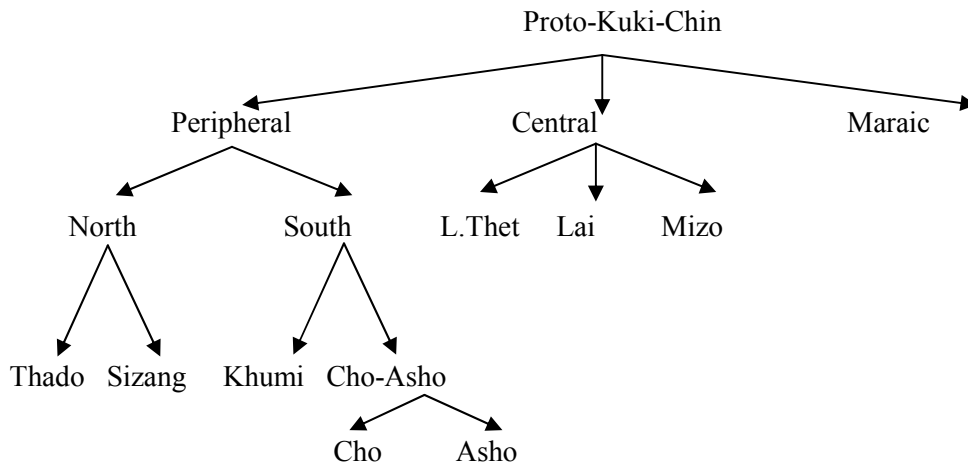 Proto-Kuki-Chin
Peripheral Central Maraic
North South L.Thet Lai Mizo
Thado Sizang Khumi Cho-Asho
Cho Asho